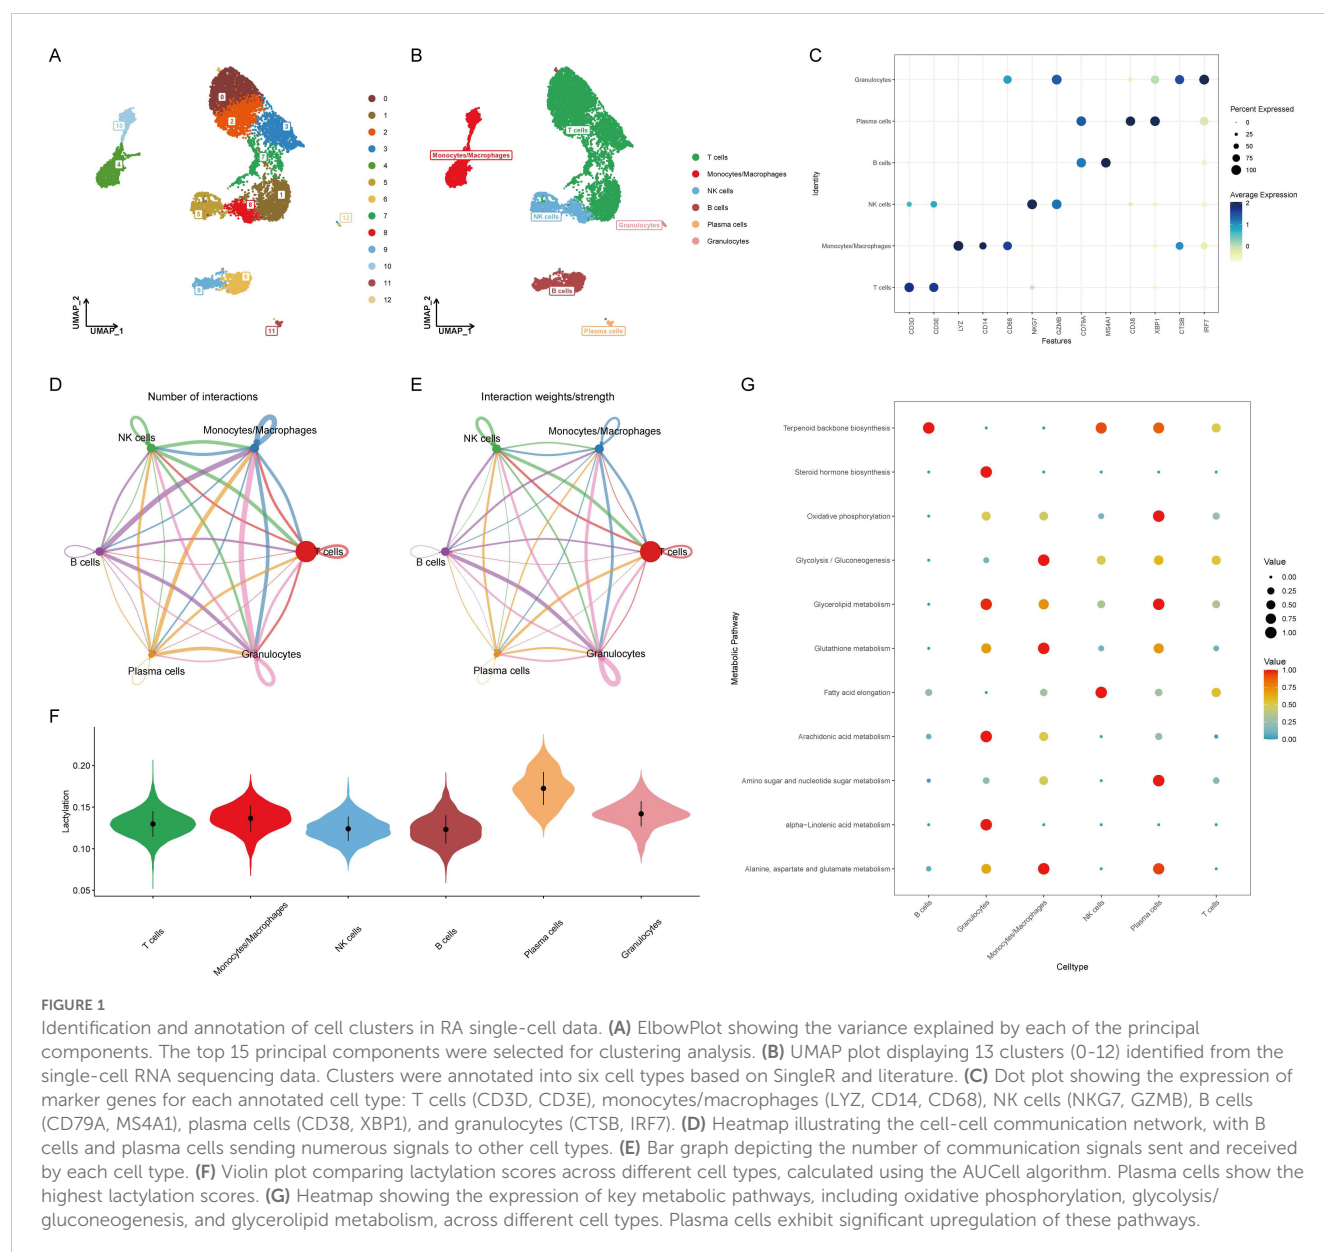 A
0
2
3
10
4
7
1
5
8
12
6
9
11
UMAP_2
UMAP_1
0
1
2
3
4
5
6
7
8
9
10
11
12
B
T cells
Monocytes/Macrophages
NK cells
Granulocytes
B cells
Plasma cells
UMAP_2
UMAP_1
T cells
Monocytes/Macrophages
NK cells
B cells
Plasma cells
Granulocytes
C
Identity
Granulocytes
Plasma cells
B cells
NK cells
Monocytes/Macrophages
T cells
CD3D
CD3E
LYZ
CD14
CD68
NKG7
GZMB
CD79A
MS4A1
CD38
XBP1
CTSB
IRF7
Features
Percent Expressed
0
25
50
75
100
Average Expression
2
1
0
D
Number of interactions
NK cells
Monocytes/Macrophages
B cells
T cells
Plasma cells
Granulocytes
E
Interaction weights/strength
NK cells
Monocytes/Macrophages
B cells
T cells
Plasma cells
Granulocytes
F
Lactylation
0.20
0.15
0.10
0.05
T cells
Monocytes/Macrophages
NK cells
B cells
Plasma cells
Granulocytes
G
Metabolic Pathway
Terpenoid backbone biosynthesis
Steroid hormone biosynthesis
Oxidative phosphorylation
Glycolysis / Gluconeogenesis
Glycerolipid metabolism
Glutathione metabolism
Fatty acid elongation
Arachidonic acid metabolism
Amino sugar and nucleotide sugar metabolism
alpha−Linolenic acid metabolism
Alanine, aspartate and glutamate metabolism
B cells
Granulocytes
Monocytes/Macrophages
NK cells
Plasma cells
T cells
Celltype
Value
0.00
0.25
0.50
0.75
1.00
Value
1.00
0.75
0.50
0.25
0.00
FIGURE 1
Identification and annotation of cell clusters in RA single-cell data. (A) ElbowPlot showing the variance explained by each of the principal
components. The top 15 principal components were selected for clustering analysis. (B) UMAP plot displaying 13 clusters (0-12) identified from the
single-cell RNA sequencing data. Clusters were annotated into six cell types based on SingleR and literature. (C) Dot plot showing the expression of
marker genes for each annotated cell type: T cells (CD3D, CD3E), monocytes/macrophages (LYZ, CD14, CD68), NK cells (NKG7, GZMB), B cells
(CD79A, MS4A1), plasma cells (CD38, XBP1), and granulocytes (CTSB, IRF7). (D) Heatmap illustrating the cell-cell communication network, with B
cells and plasma cells sending numerous signals to other cell types. (E) Bar graph depicting the number of communication signals sent and received
by each cell type. (F) Violin plot comparing lactylation scores across different cell types, calculated using the AUCell algorithm. Plasma cells show the
highest lactylation scores. (G) Heatmap showing the expression of key metabolic pathways, including oxidative phosphorylation, glycolysis/
gluconeogenesis, and glycerolipid metabolism, across different cell types. Plasma cells exhibit significant upregulation of these pathways.